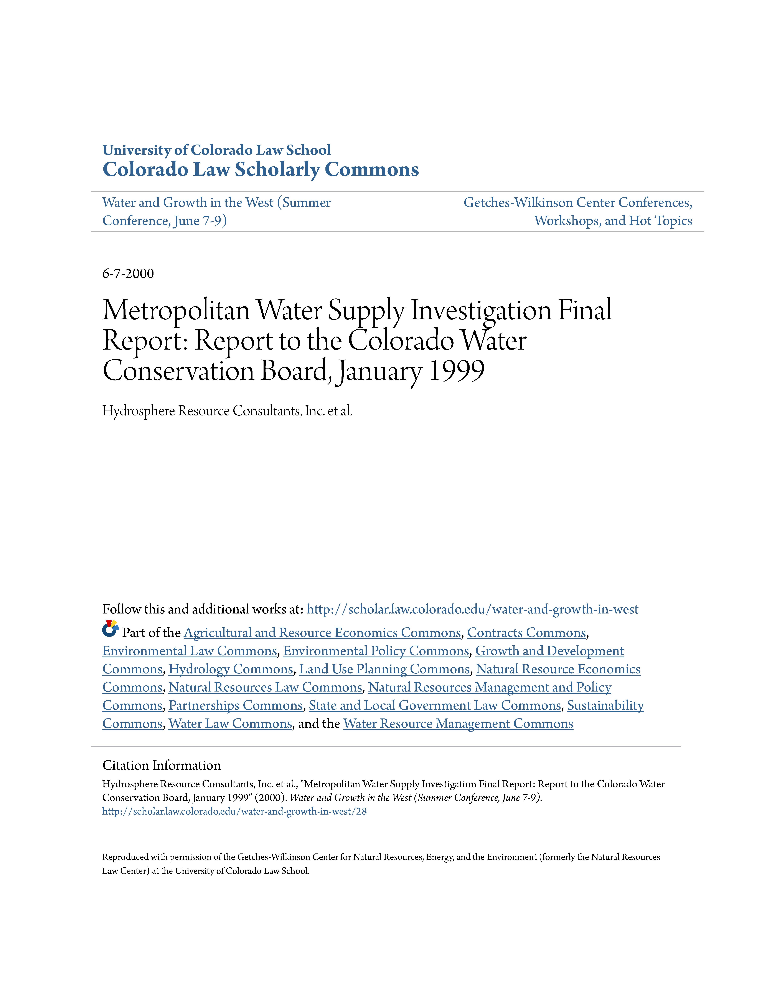 University of Colorado Law School
Colorado Law Scholarly Commons
Water and Growth in the West (Summer
Conference, June 7-9)
Getches-Wilkinson Center Conferences,
Workshops, and Hot Topics
6-7-2000
Metropolitan Water Supply Investigation Final
Report: Report to the Colorado Water
Conservation Board, January 1999
Hydrosphere Resource Consultants, Inc. et al.
Follow this and additional works at: http://scholar.law.colorado.edu/water-and-growth-in-west
Part of the Agricultural and Resource Economics Commons, Contracts Commons,
Environmental Law Commons, Environmental Policy Commons, Growth and Development
Commons, Hydrology Commons, Land Use Planning Commons, Natural Resource Economics
Commons, Natural Resources Law Commons, Natural Resources Management and Policy
Commons, Partnerships Commons, State and Local Government Law Commons, Sustainability
Commons, Water Law Commons, and the Water Resource Management Commons
Citation Information
Hydrosphere Resource Consultants, Inc. et al., "Metropolitan Water Supply Investigation Final Report: Report to the Colorado Water
Conservation Board, January 1999" (2000). Water and Growth in the West (Summer Conference, June 7-9).
http://scholar.law.colorado.edu/water-and-growth-in-west/28
Reproduced with permission of the Getches-Wilkinson Center for Natural Resources, Energy, and the Environment (formerly the Natural Resources
Law Center) at the University of Colorado Law School.